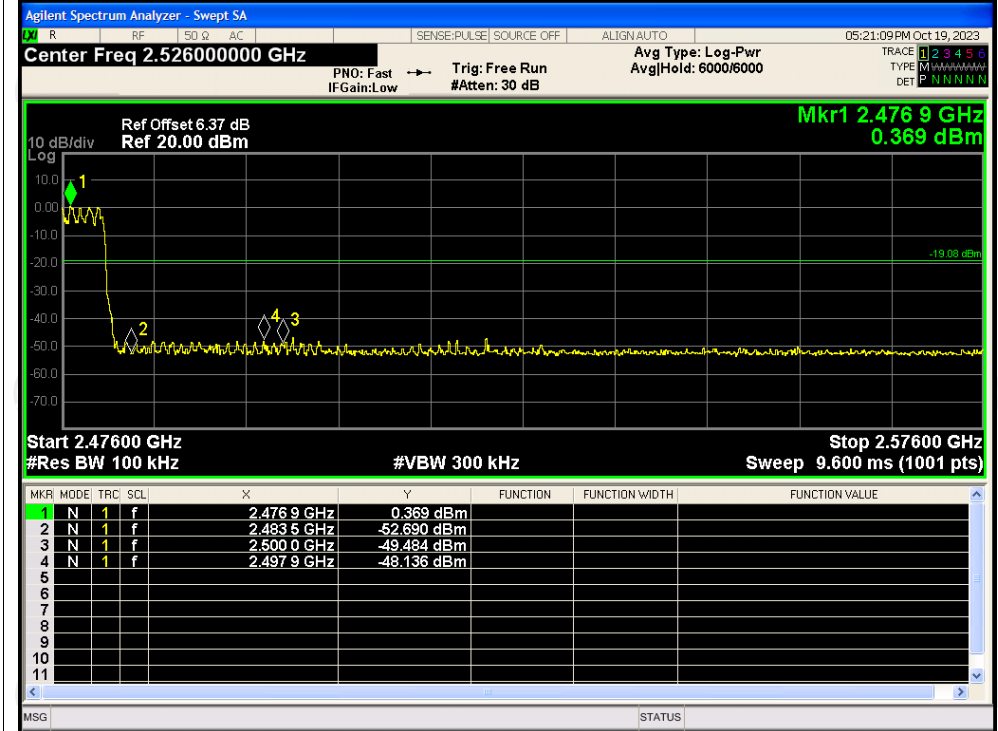 Agilent Spectrum Analyzer - Swept SA
LXI R RF 50 Ω AC SENSE:PULSE SOURCE OFF ALIGN AUTO 05:21:09 PM Oct 19, 2023
Center Freq 2.526000000 GHz
PNO: Fast
IFGain:Low
Trig: Free Run
#Atten: 30 dB
Avg Type: Log-Pwr
Avg|Hold: 6000/6000
TRACE 1 2 3 4 5 6
TYPE M
DET P N N N N N
Mkr1 2.476 9 GHz
0.369 dBm
Ref Offset 6.37 dB
10 dB/div Ref 20.00 dBm
Log
10.0
0.00
-10.0
-20.0
-30.0
-40.0
-50.0
-60.0
-70.0
1
-19.08 dBm
2
4
3
Start 2.47600 GHz Stop 2.57600 GHz
#Res BW 100 kHz #VBW 300 kHz Sweep 9.600 ms (1001 pts)
MKR MODE TRC SCL X Y FUNCTION FUNCTION WIDTH FUNCTION VALUE
1 N 1 f 2.476 9 GHz 0.369 dBm
2 N 1 f 2.483 5 GHz -52.690 dBm
3 N 1 f 2.500 0 GHz -49.484 dBm
4 N 1 f 2.497 9 GHz -48.136 dBm
5
6
7
8
9
10
11
MSG STATUS